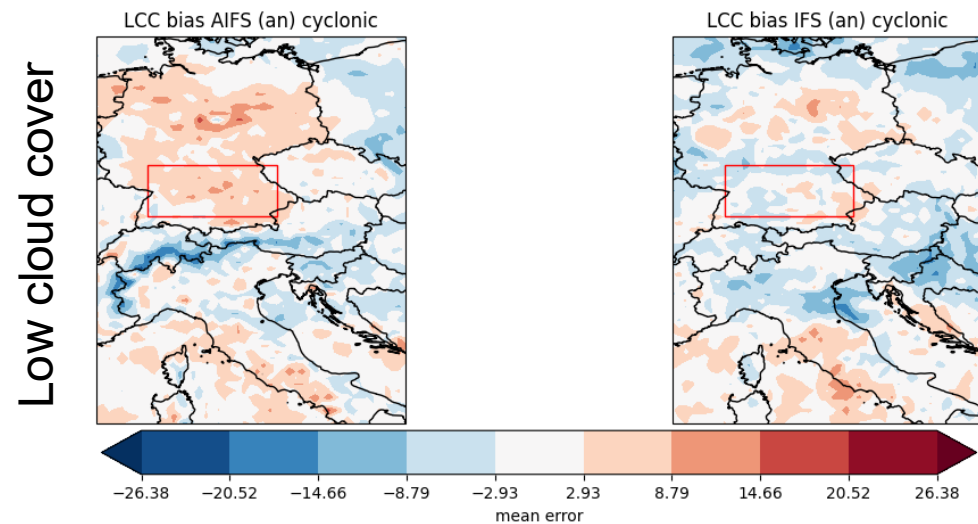 LCC bias AIFS (an) cyclonic
LCC bias IFS (an) cyclonic
Low cloud cover
−26.38 −20.52 −14.66 −8.79 −2.93 2.93 8.79 14.66 20.52 26.38
mean error